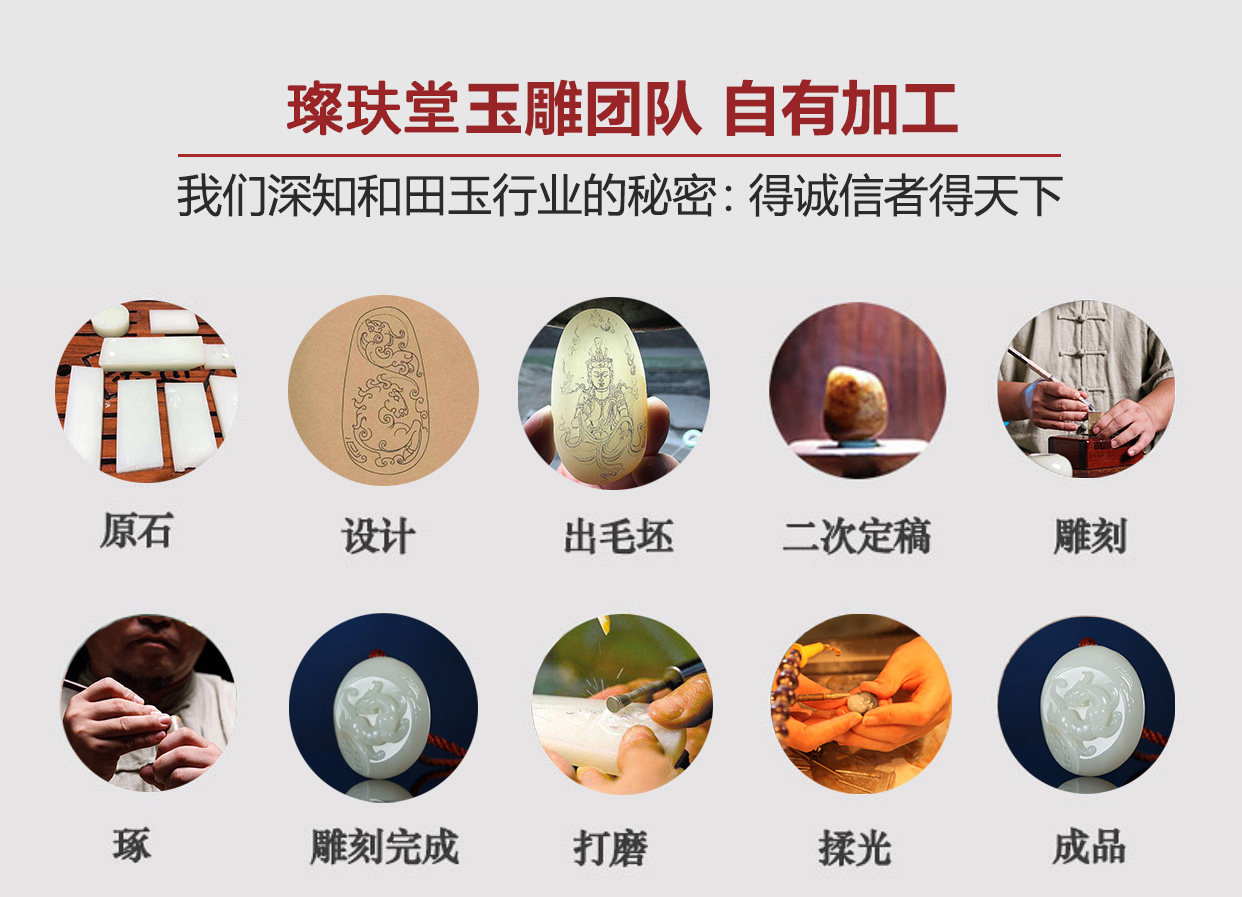 璨玞堂玉雕团队 自有加工
我们深知和田玉行业的秘密：得诚信者得天下
原石
设计
出毛坯
二次定稿
雕刻
琢
雕刻完成
打磨
揉光
成品